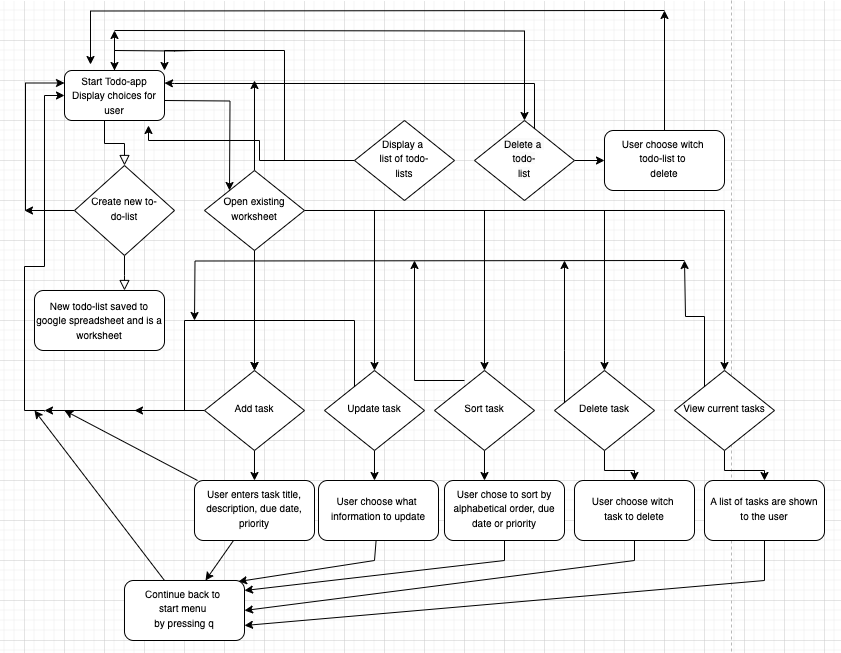 Start Todo-app
Display choices for
user
Display a
list of todo-
lists
Delete a
todo-
list
User choose witch
todo-list to
delete
Create new to-
do-list
Open existing
worksheet
New todo-list saved to
google spreadsheet and is a
worksheet
Add task
Update task
Sort task
Delete task
View current tasks
User enters task title,
description, due date,
priority
User choose what
information to update
User chose to sort by
alphabetical order, due
date or priority
User choose witch
task to delete
A list of tasks are shown
to the user
Continue back to
start menu
by pressing q